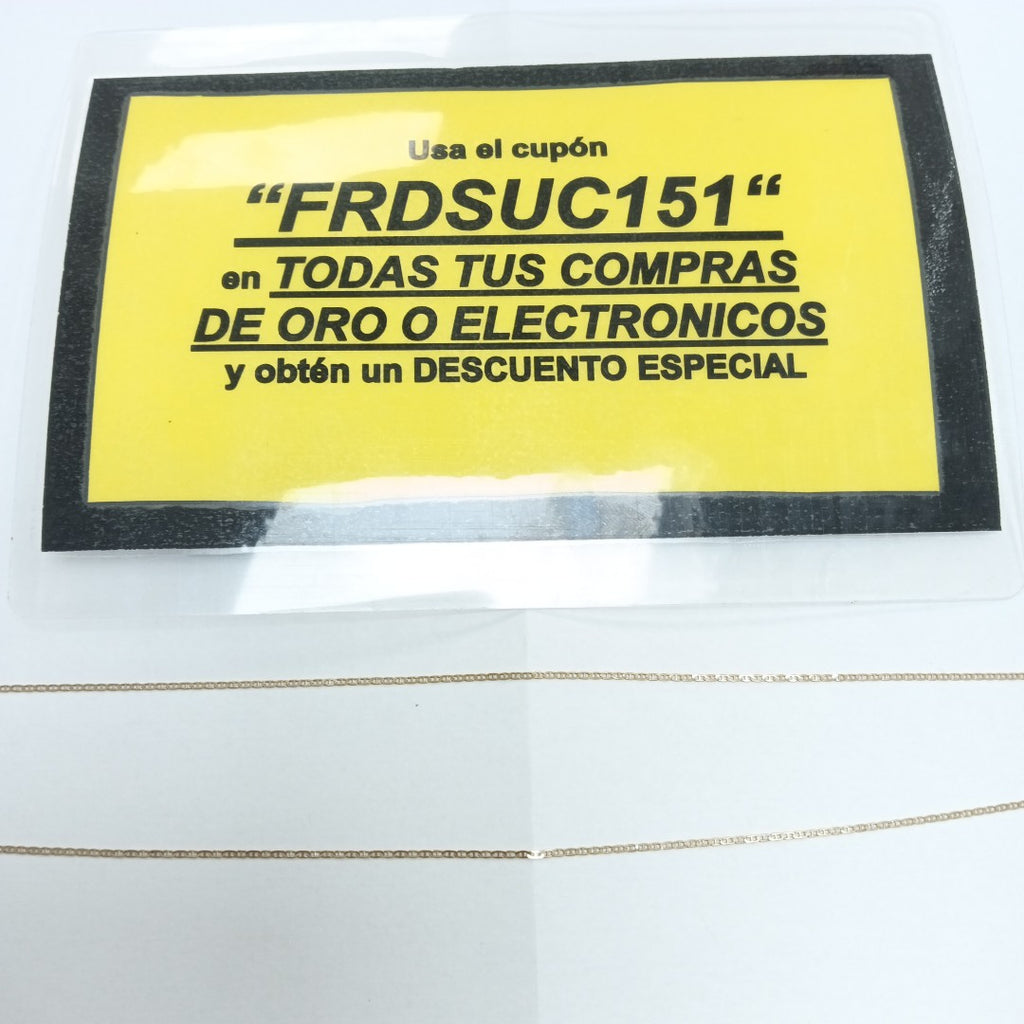 Usa el cupón
“FRDSUC151“
en TODAS TUS COMPRAS
DE ORO O ELECTRONICOS
y obtén un DESCUENTO ESPECIAL